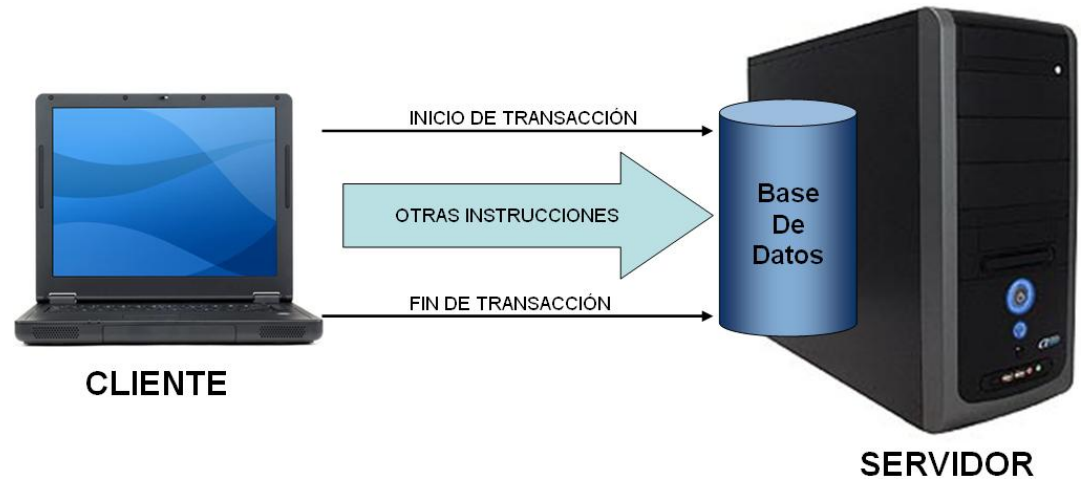 INICIO DE TRANSACCIÓN
OTRAS INSTRUCCIONES
Base
De
Datos
FIN DE TRANSACCIÓN
CLIENTE
SERVIDOR